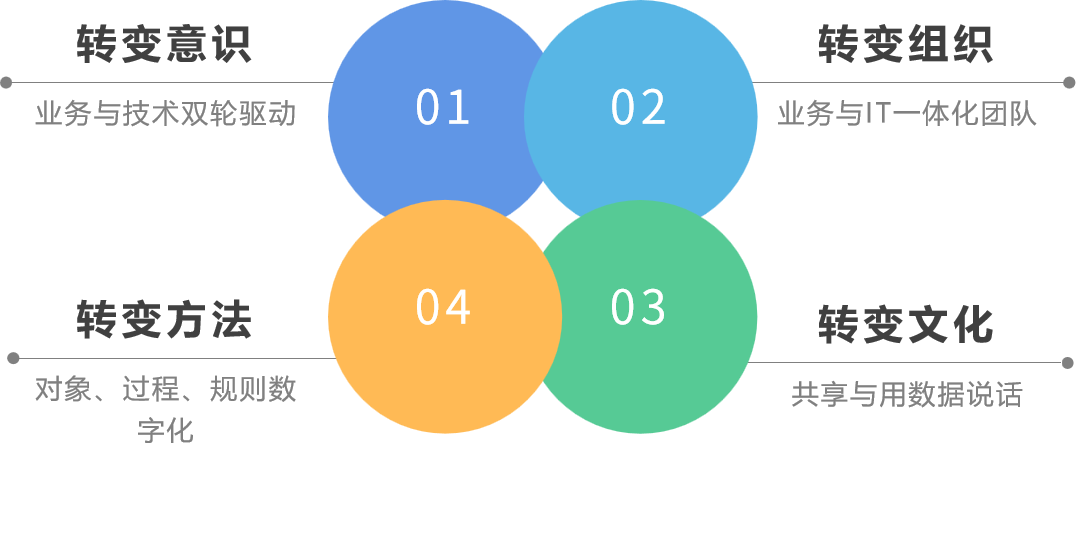 转变意识
业务与技术双轮驱动
01
02
转变组织
业务与IT一体化团队
转变方法
对象、过程、规则数
字化
04
03
转变文化
共享与用数据说话